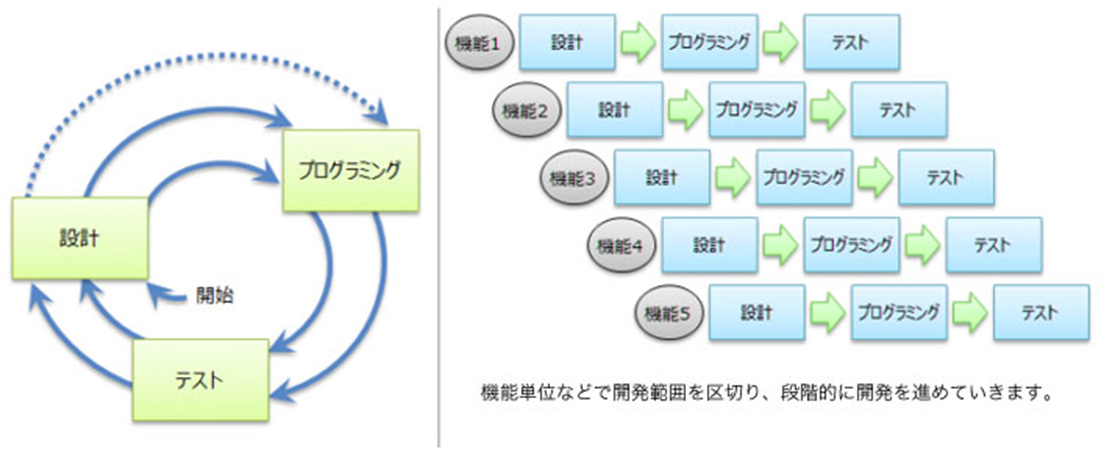 プログラミング
設計
開始
テスト
機能1 設計 プログラミング テスト
機能2 設計 プログラミング テスト
機能3 設計 プログラミング テスト
機能4 設計 プログラミング テスト
機能5 設計 プログラミング テスト
機能単位などで開発範囲を区切り、段階的に開発を進めていきます。